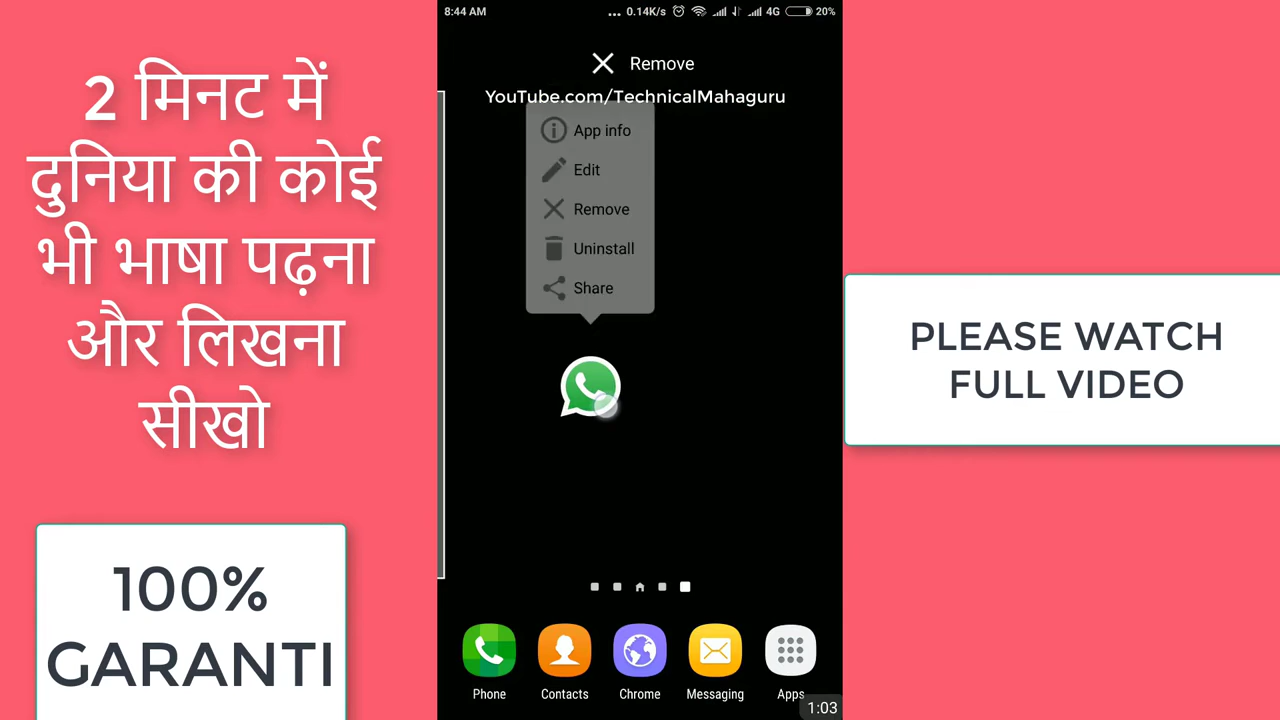 2 मिनट में
दुनिया की कोई
भी भाषा पढ़ना
और लिखना
सीखो
100%
GARANTI
8:44 AM
... 0.14K/s 4G 20%
Remove
YouTube.com/TechnicalMahaguru
App info
Edit
Remove
Uninstall
Share
Phone Contacts Chrome Messaging Apps
1:03
PLEASE WATCH
FULL VIDEO